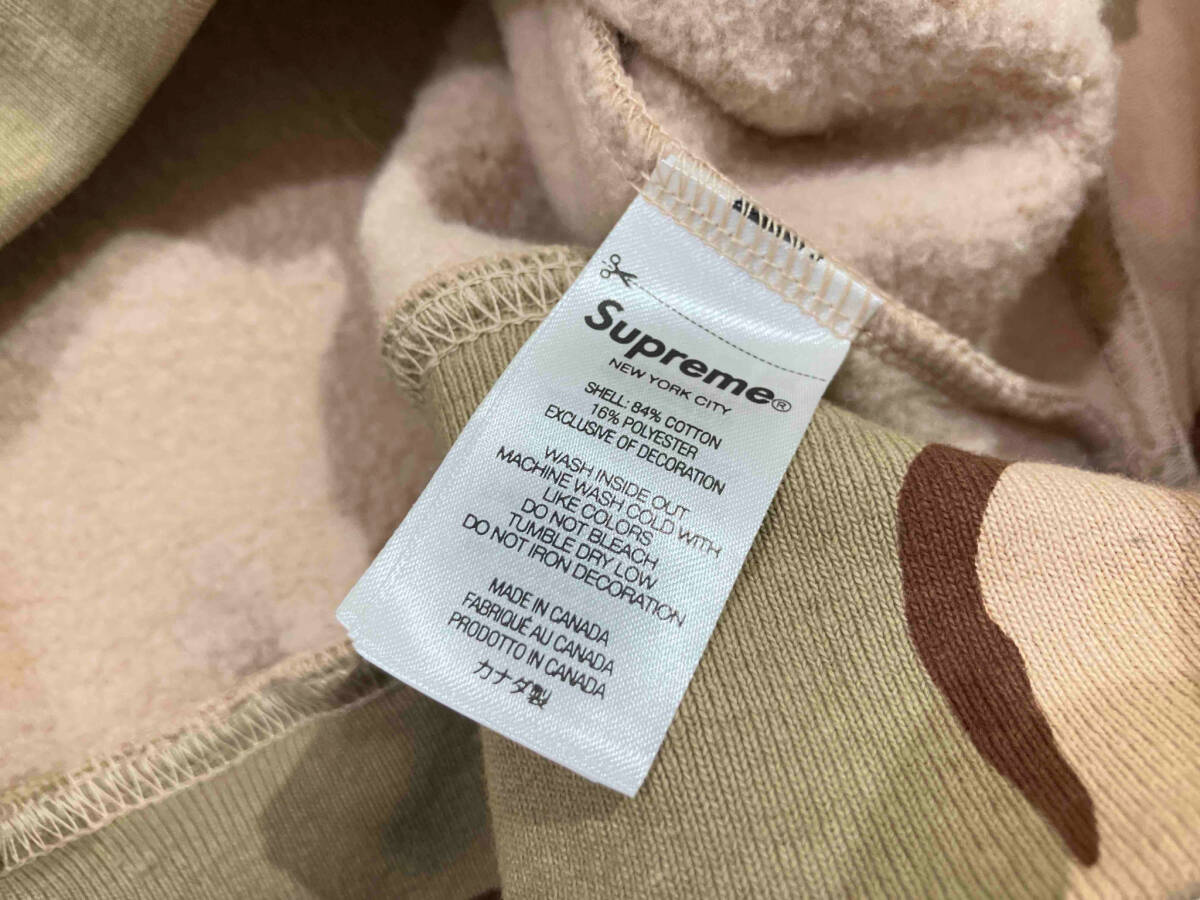 Supreme®
NEW YORK CITY
SHELL: 84% COTTON
16% POLYESTER
EXCLUSIVE OF DECORATION
WASH INSIDE OUT
MACHINE WASH COLD WITH
LIKE COLORS
DO NOT BLEACH
TUMBLE DRY LOW
DO NOT IRON DECORATION
MADE IN CANADA
FABRIQUÉ AU CANADA
PRODOTTO IN CANADA
カナダ製